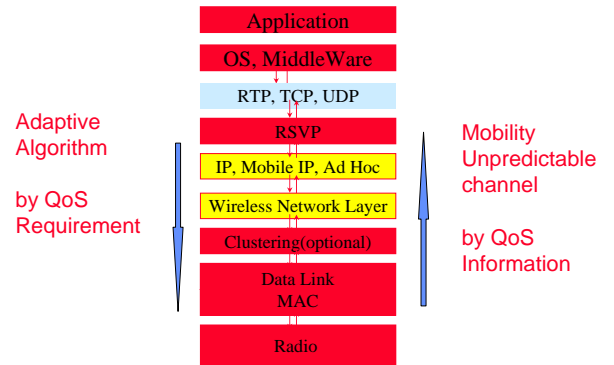 Application
OS, MiddleWare
RTP, TCP, UDP
RSVP
IP, Mobile IP, Ad Hoc
Wireless Network Layer
Clustering(optional)
Data Link
MAC
Radio
Adaptive
Algorithm
by QoS
Requirement
Mobility
Unpredictable
channel
by QoS
Information